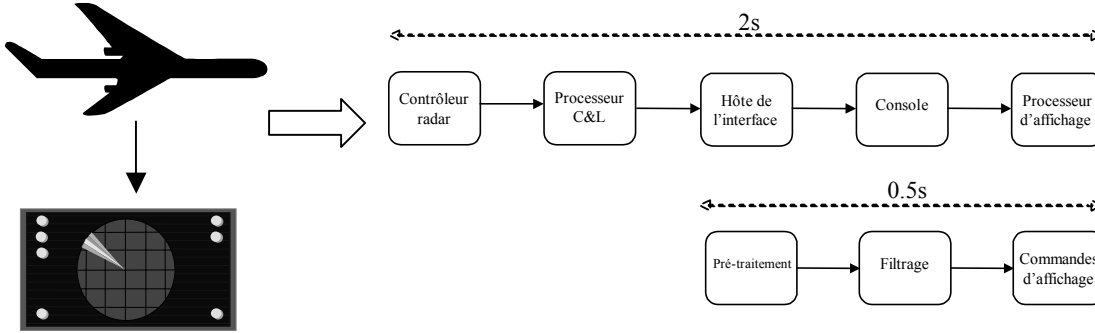 2s
Contrôleur
radar
Processeur
C&L
Hôte de
l’interface
Console
Processeur
d’affichage
0.5s
Pré-traitement
Filtrage
Commandes
d’affichage